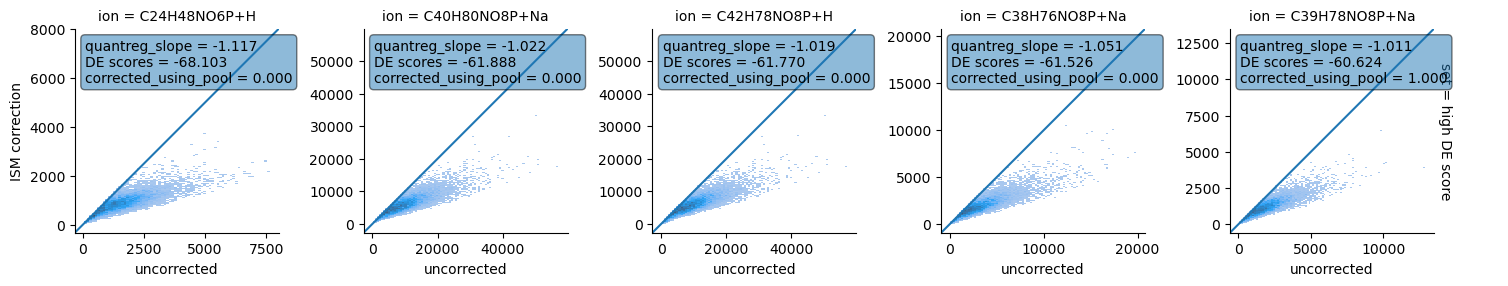 ion = C24H48NO6P+H
quantreg_slope = -1.117
DE scores = -68.103
corrected_using_pool = 0.000
8000
6000
4000
2000
0
0
5000
7500
2500
ISM correction
uncorrected
ion = C40H80NO8P+Na
quantreg_slope = -1.022
DE scores = -61.888
corrected_using_pool = 0.000
50000
40000
30000
20000
10000
0
0
20000
40000
uncorrected
ion = C42H78NO8P+H
quantreg_slope = -1.019
DE scores = -61.770
corrected_using_pool = 0.000
50000
40000
30000
20000
10000
0
0
20000
40000
uncorrected
ion = C38H76NO8P+Na
quantreg_slope = -1.051
DE scores = -61.526
corrected_using_pool = 0.000
20000
15000
10000
5000
0
0
10000
20000
uncorrected
ion = C39H78NO8P+Na
quantreg_slope = -1.011
DE scores = -60.624
corrected_using_pool = 1.000
12500
10000
7500
5000
2500
0
0
5000
10000
uncorrected
set = high DE score